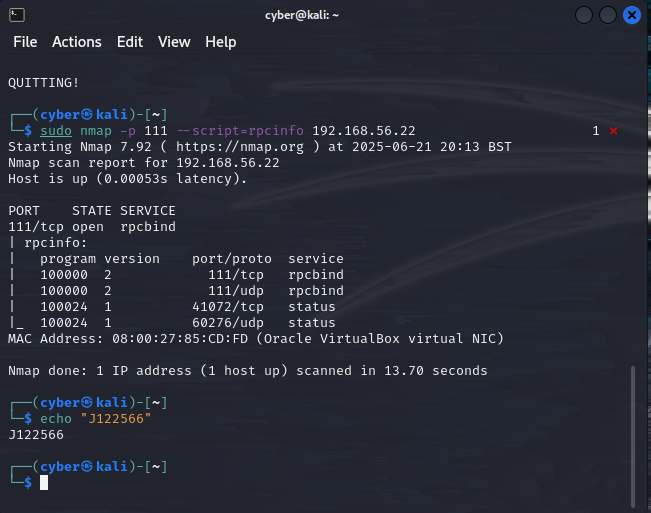 cyber@kali: ~
File Actions Edit View Help
QUITTING!
┌──(cyber㉿kali)-[~]
└─$ sudo nmap -p 111 --script=rpcinfo 192.168.56.22 1 ⨯
Starting Nmap 7.92 ( https://nmap.org ) at 2025-06-21 20:13 BST
Nmap scan report for 192.168.56.22
Host is up (0.00053s latency).
PORT    STATE SERVICE
111/tcp open  rpcbind
| rpcinfo:
|   program version    port/proto  service
|   100000  2            111/tcp   rpcbind
|   100000  2            111/udp   rpcbind
|   100024  1          41072/tcp   status
|_  100024  1          60276/udp   status
MAC Address: 08:00:27:85:CD:FD (Oracle VirtualBox virtual NIC)
Nmap done: 1 IP address (1 host up) scanned in 13.70 seconds
┌──(cyber㉿kali)-[~]
└─$ echo "J122566"
J122566
┌──(cyber㉿kali)-[~]
└─$